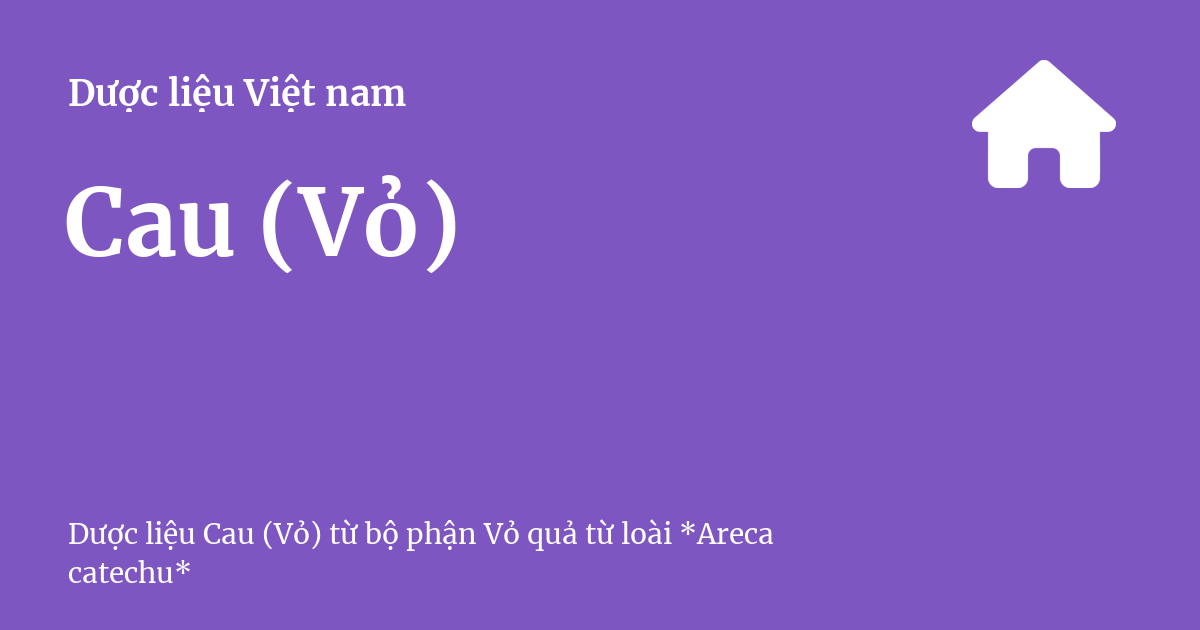 Dược liệu Việt nam
Cau (Vỏ)
Dược liệu Cau (Vỏ) từ bộ phận Vỏ quả từ loài *Areca
catechu*